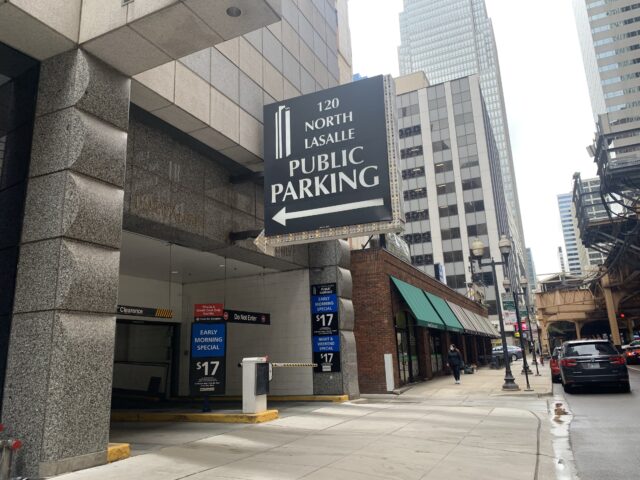 120
NORTH
LASALLE
PUBLIC
PARKING
Clearance
Do Not Enter
EARLY
MORNING
SPECIAL
$17
EARLY MORNING
SPECIAL
$17
NIGHT & WEEKEND
SPECIAL
$17